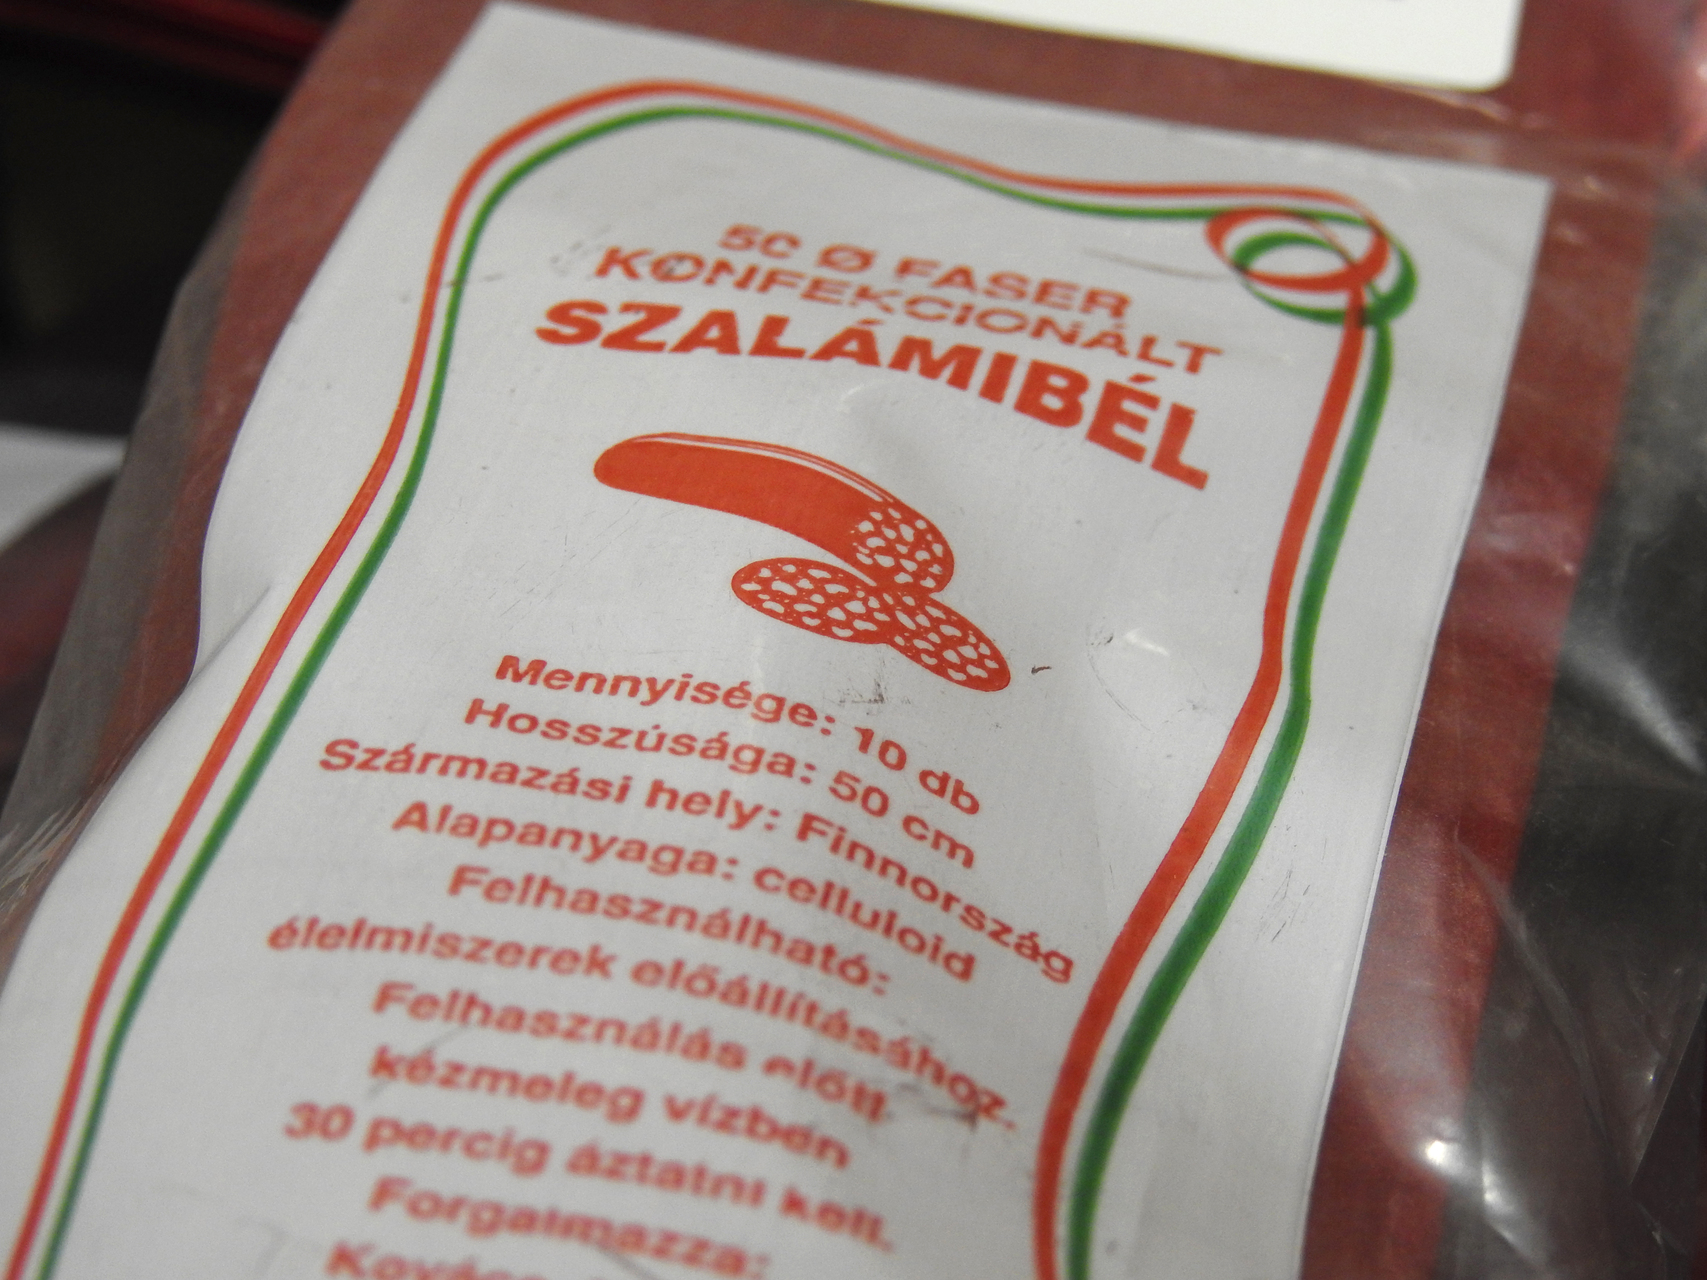 50 Ø FASER
KONFEKCIONÁLT
SZALÁMIBÉL
Mennyisége: 10 db
Hosszúsága: 50 cm
Származási hely: Finnország
Alapanyaga: celluloid
Felhasználható:
élelmiszerek előállításához.
Felhasználás előtt
kézmeleg vízben
30 percig áztatni kell.
Forgalmazza: